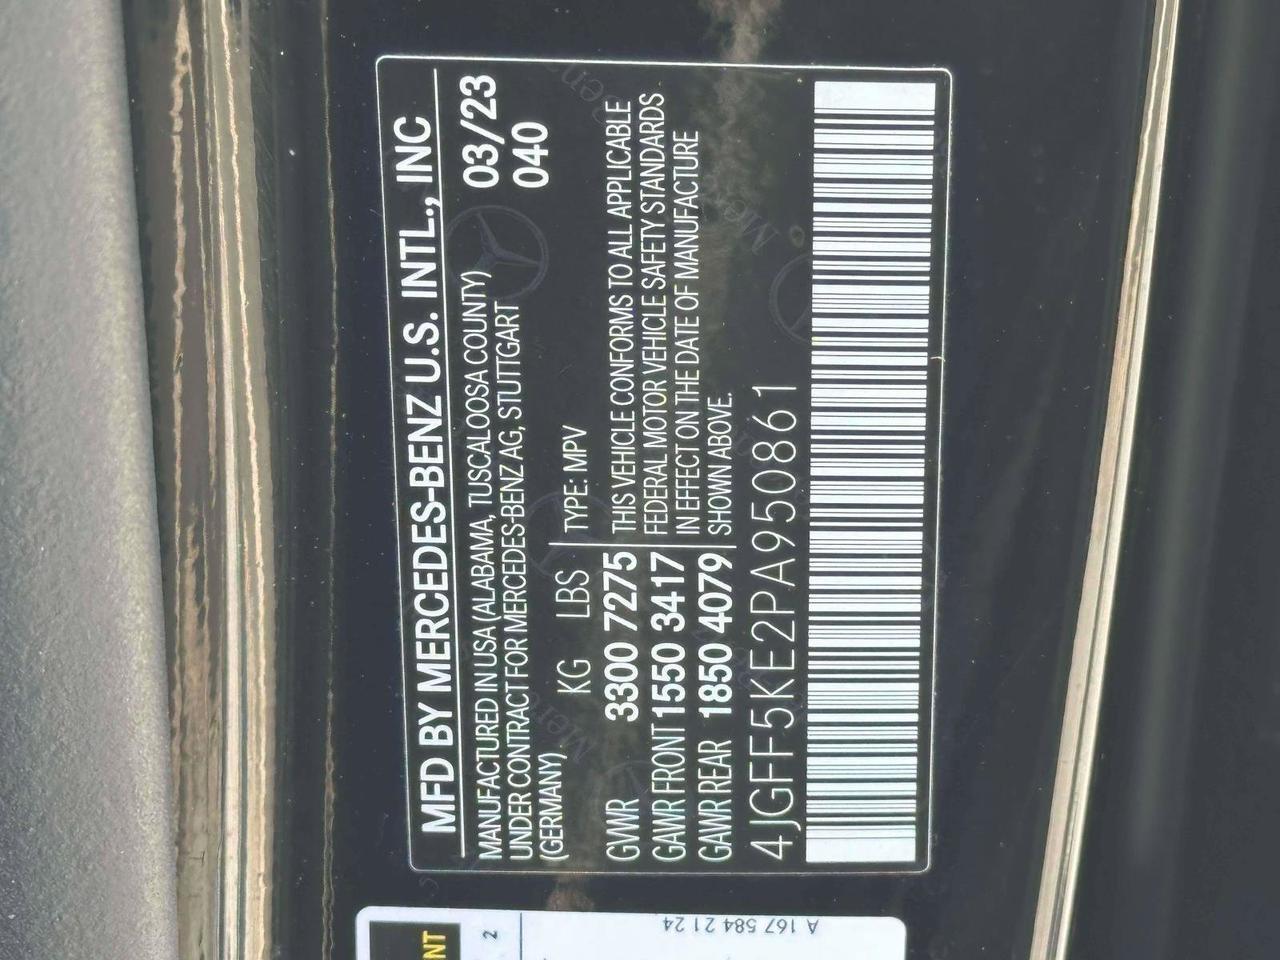 MFD BY MERCEDES-BENZ U.S. INTL., INC
MANUFACTURED IN USA (ALABAMA, TUSCALOOSA COUNTY) 03/23
UNDER CONTRACT FOR MERCEDES-BENZ AG, STUTTGART 040
(GERMANY)
KG LBS TYPE: MPV
GVWR 3300 7275 THIS VEHICLE CONFORMS TO ALL APPLICABLE
GAWR FRONT 1550 3417 FEDERAL MOTOR VEHICLE SAFETY STANDARDS
GAWR REAR 1850 4079 IN EFFECT ON THE DATE OF MANUFACTURE
SHOWN ABOVE.
4JGFF5KE2PA950861
2
A 167 584 21 24